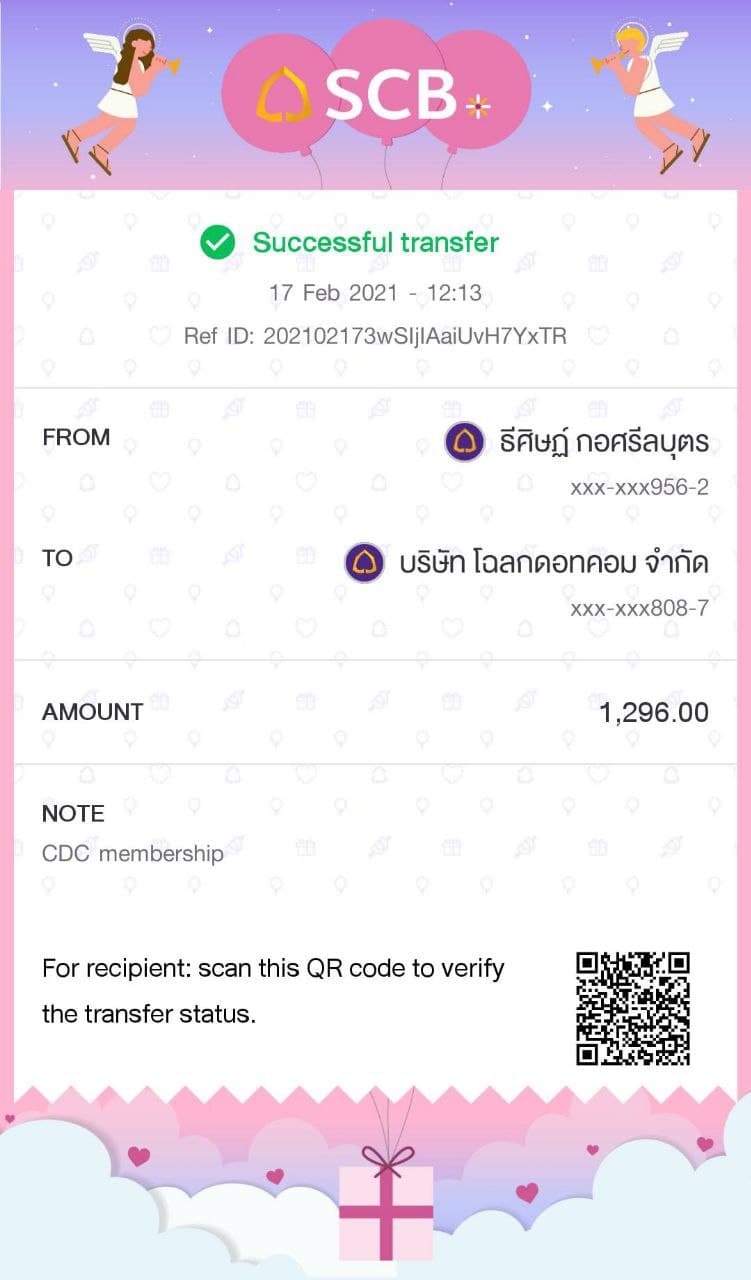 SCB
Successful transfer
17 Feb 2021 - 12:13
Ref ID: 202102173wSIjIAaiUvH7YxTR
FROM
ธีศิษฏ์ กอศรีลบุตร
xxx-xxx956-2
TO
บริษัท โฉลกดอทคอม จำกัด
xxx-xxx808-7
AMOUNT
1,296.00
NOTE
CDC membership
For recipient: scan this QR code to verify
the transfer status.